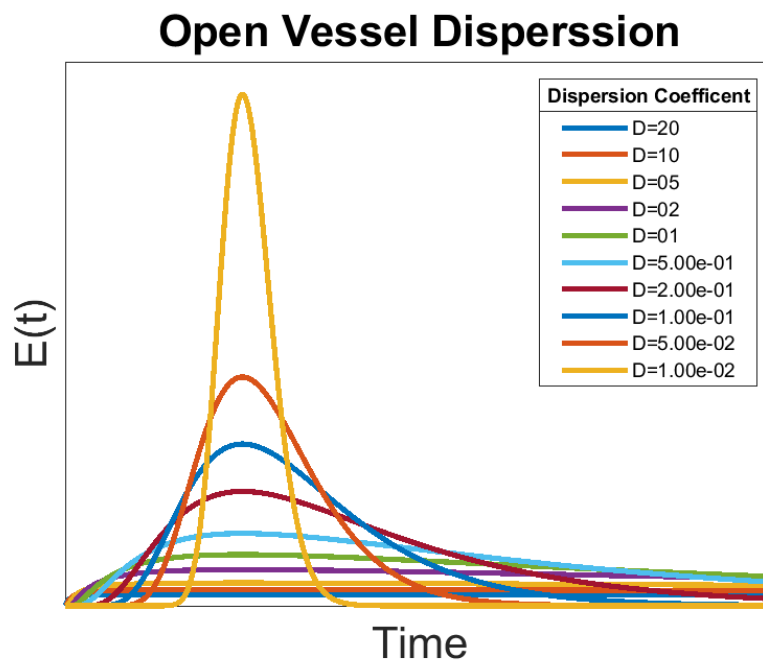 Open Vessel Disperssion
Dispersion Coefficent
D=20
D=10
D=05
D=02
D=01
D=5.00e-01
D=2.00e-01
D=1.00e-01
D=5.00e-02
D=1.00e-02
E(t)
Time